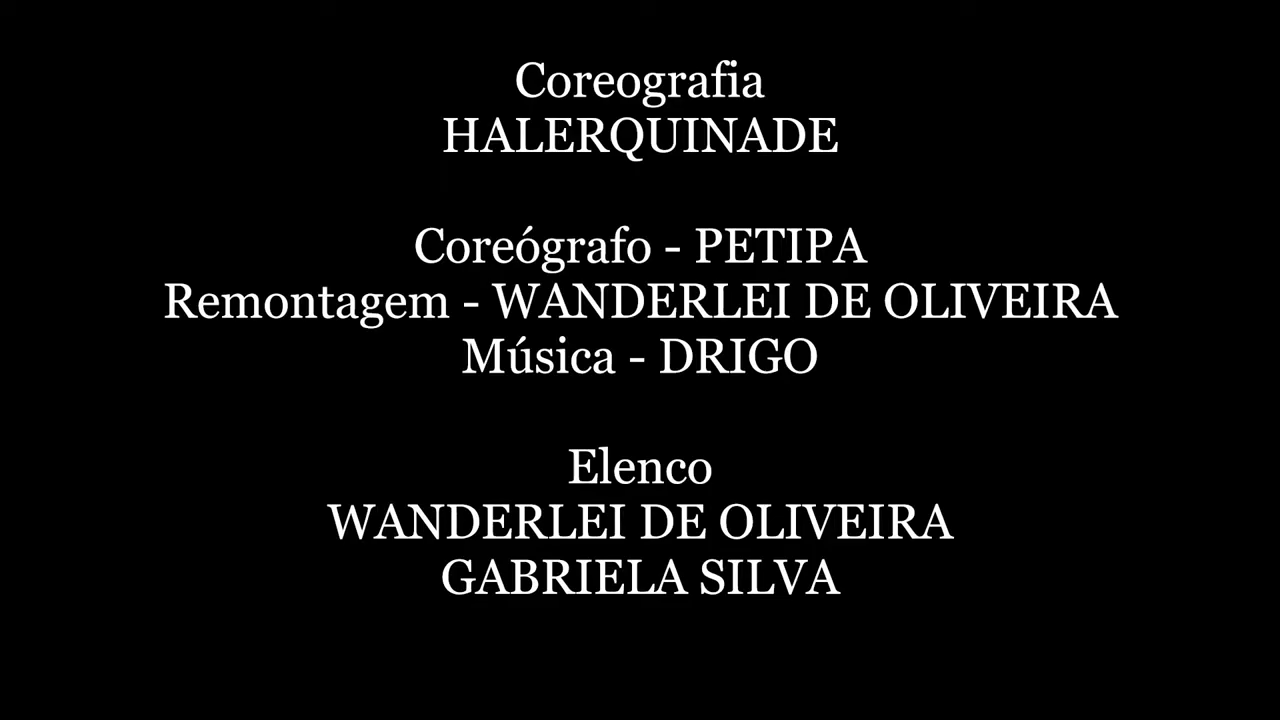 Coreografia
HALERQUINADE
Coreógrafo - PETIPA
Remontagem - WANDERLEI DE OLIVEIRA
Música - DRIGO
Elenco
WANDERLEI DE OLIVEIRA
GABRIELA SILVA